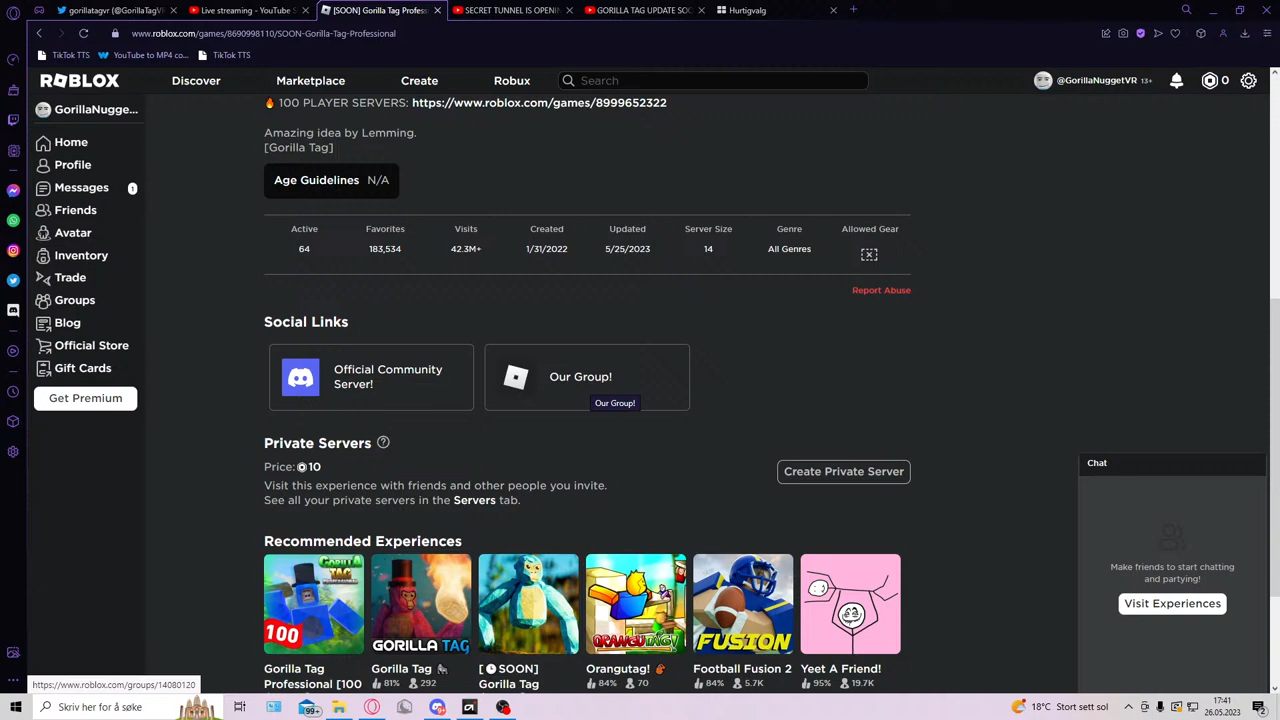 gorillatagvr (@GorillaTagV
Live streaming - YouTube S
[SOON] Gorilla Tag Profess
SECRET TUNNEL IS OPENIN
GORILLA TAG UPDATE SOO
Hurtigvalg
www.roblox.com/games/8690998110/SOON-Gorilla-Tag-Professional
TikTok TTS
YouTube to MP4 co...
TikTok TTS
ROBLOX
Discover
Marketplace
Create
Robux
Search
@GorillaNuggetVR 13+
0
GorillaNugget...
Home
Profile
Messages 1
Friends
Avatar
Inventory
Trade
Groups
Blog
Official Store
Gift Cards
Get Premium
🔥 100 PLAYER SERVERS: https://www.roblox.com/games/8999652322
Amazing idea by Lemming.
[Gorilla Tag]
Age Guidelines N/A
Active Favorites Visits Created Updated Server Size Genre Allowed Gear
64 183,534 42.3M+ 1/31/2022 5/25/2023 14 All Genres
Report Abuse
Social Links
Official Community
Server!
Our Group!
Our Group!
Private Servers
Price: 10
Create Private Server
Visit this experience with friends and other people you invite.
See all your private servers in the Servers tab.
Recommended Experiences
GORILLA TAG PROFESSIONAL
100
GORILLA TAG
ORANGUTAG!
FUSION
Gorilla Tag
Professional [100
Gorilla Tag 🦍
81% 292
[🕒SOON]
Gorilla Tag
Orangutag! 🦧
84% 70
Football Fusion 2
84% 5.7K
Yeet A Friend!
95% 19.7K
Chat
Make friends to start chatting
and partying!
Visit Experiences
https://www.roblox.com/groups/14080120
Skriv her for å søke
99+
18°C Stort sett sol
17:41
26.05.2023
2